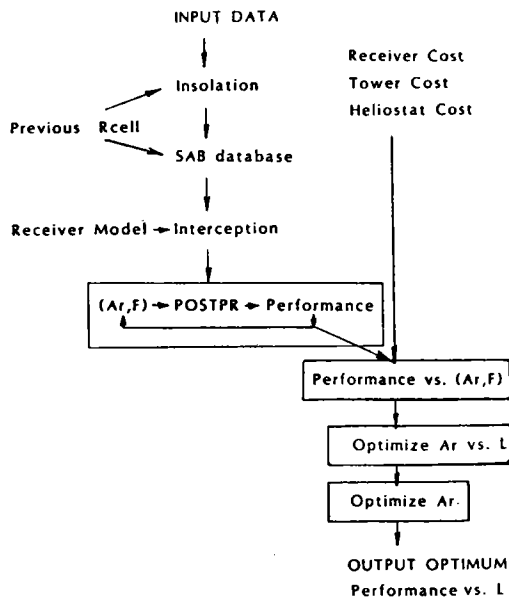 INPUT DATA
Receiver Cost
Tower Cost
Heliostat Cost
Insolation
Previous Rcell
SAB database
Receiver Model → Interception
(Ar,F) → POSTPR → Performance
Performance vs. (Ar,F)
Optimize Ar vs. L
Optimize Ar.
OUTPUT OPTIMUM
Performance vs. L